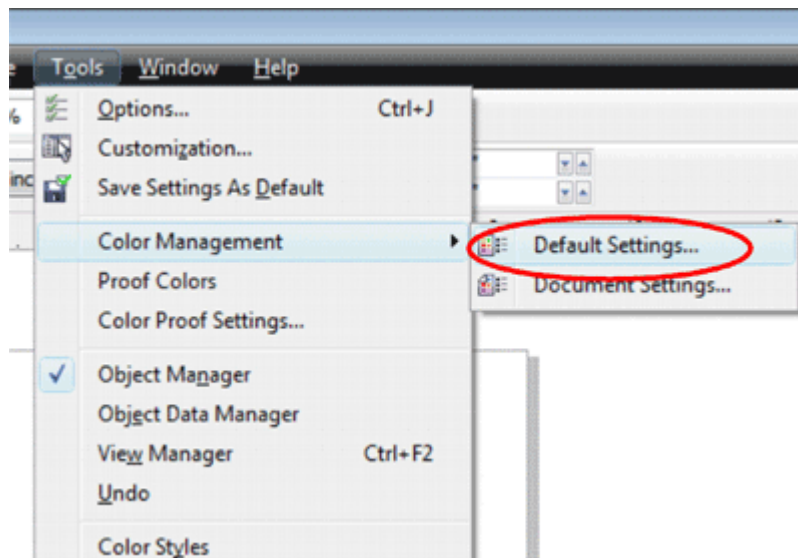 Tools Window Help
% Options... Ctrl+J
Customization...
inc Save Settings As Default
Color Management Default Settings...
Proof Colors Document Settings...
Color Proof Settings...
Object Manager
Object Data Manager
View Manager Ctrl+F2
Undo
Color Styles